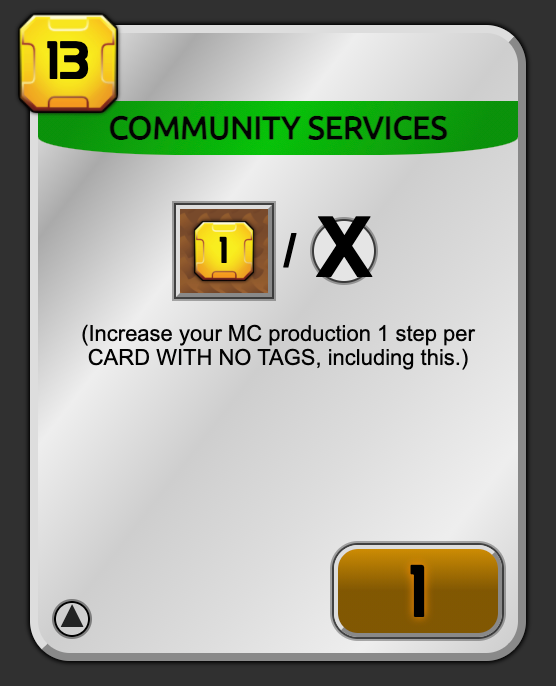 13
COMMUNITY SERVICES
1 / X
(Increase your MC production 1 step per
CARD WITH NO TAGS, including this.)
1